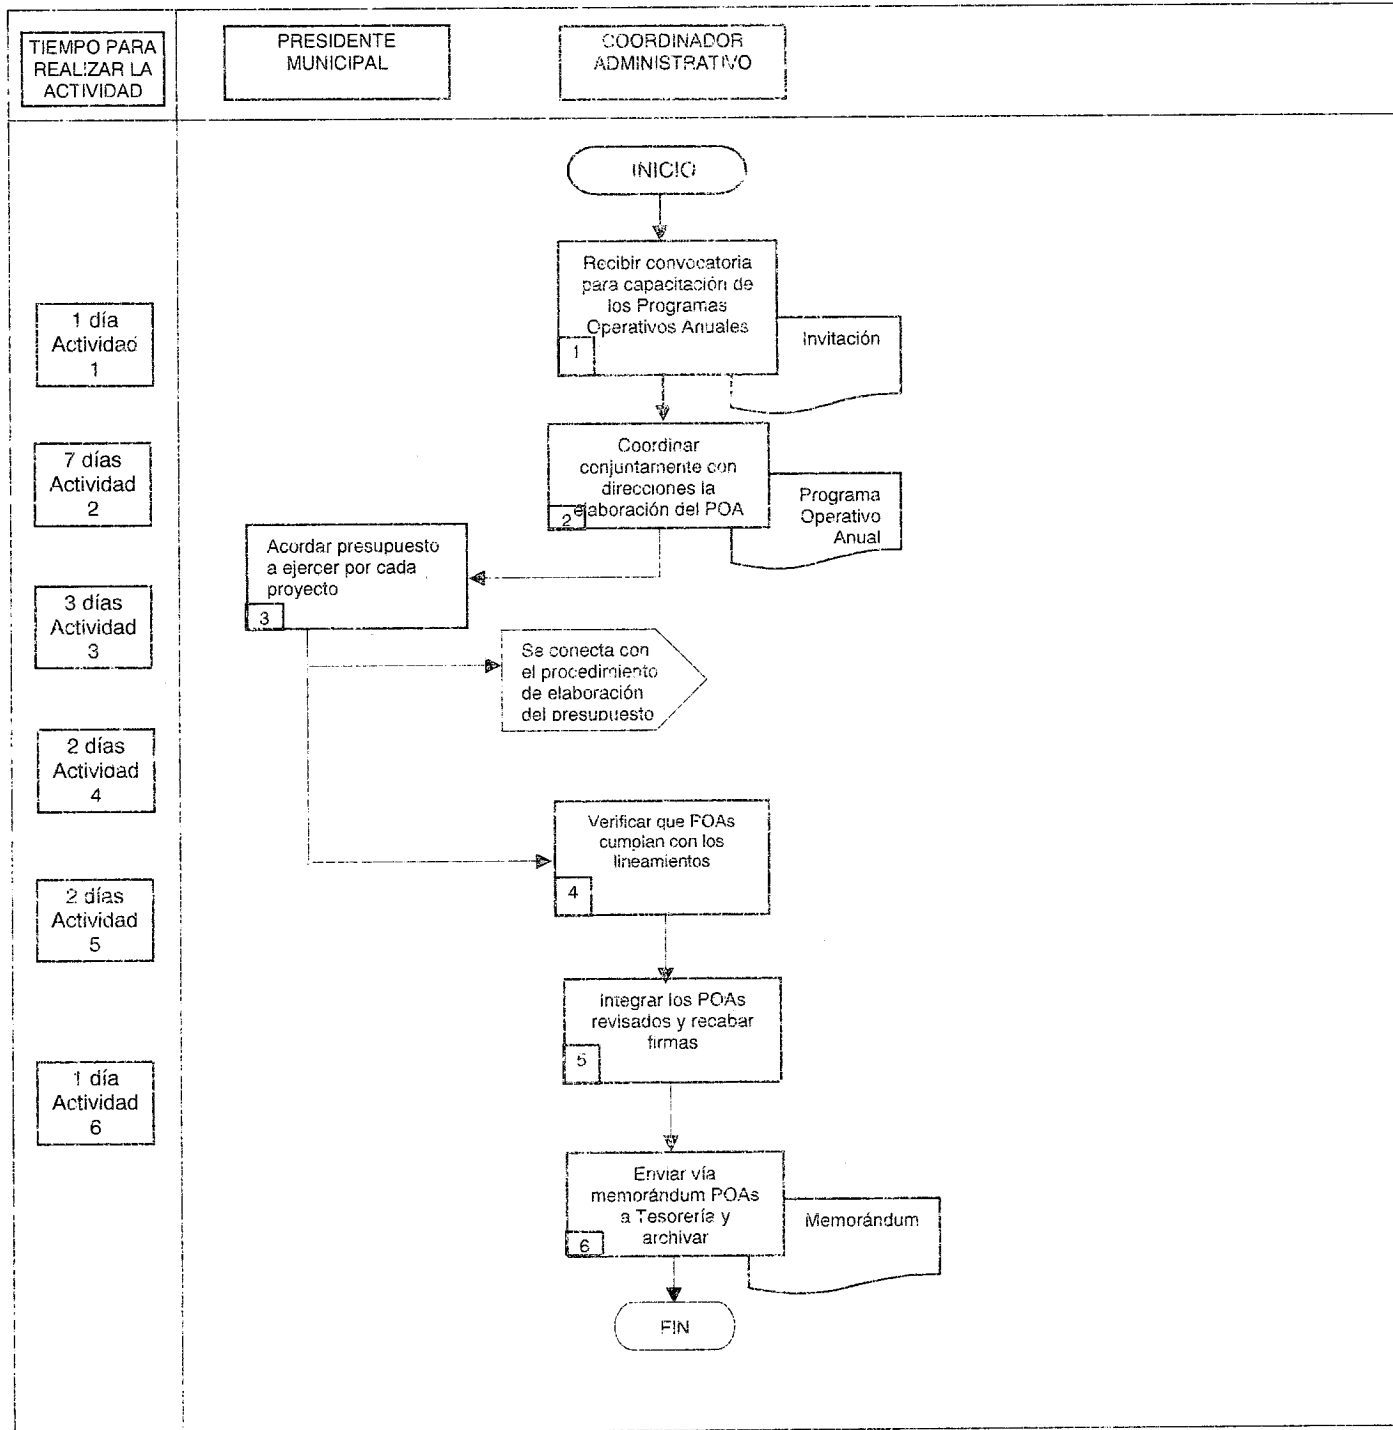 TIEMPO PARA
REALIZAR LA
ACTIVIDAD
PRESIDENTE
MUNICIPAL
COORDINADOR
ADMINISTRATIVO
INICIO
Recibir convocatoria
para capacitación de
los Programas
Operativos Anuales
1
Invitación
1 día
Actividad
1
Coordinar
conjuntamente con
direcciones la
elaboración del POA
2
Programa
Operativo
Anual
7 días
Actividad
2
Acordar presupuesto
a ejercer por cada
proyecto
3
3 días
Actividad
3
Se conecta con
el procedimiento
de elaboración
del presupuesto
2 días
Actividad
4
Verificar que POAs
cumplan con los
lineamientos
4
2 días
Actividad
5
Integrar los POAs
revisados y recabar
firmas
5
1 día
Actividad
6
Enviar vía
memorándum POAs
a Tesorería y
archivar
6
Memorándum
FIN